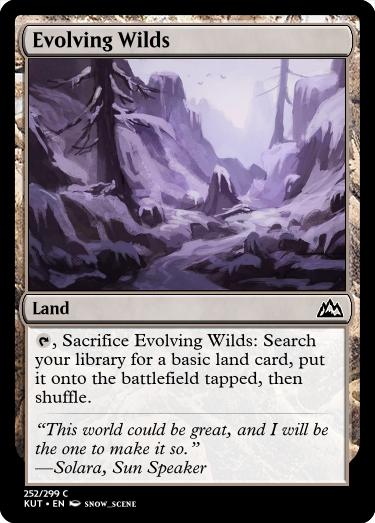 Evolving Wilds
Land
, Sacrifice Evolving Wilds: Search
your library for a basic land card, put
it onto the battlefield tapped, then
shuffle.
“This world could be great, and I will be
the one to make it so.”
—Solara, Sun Speaker
252/299 C
KUT • EN SNOW_SCENE